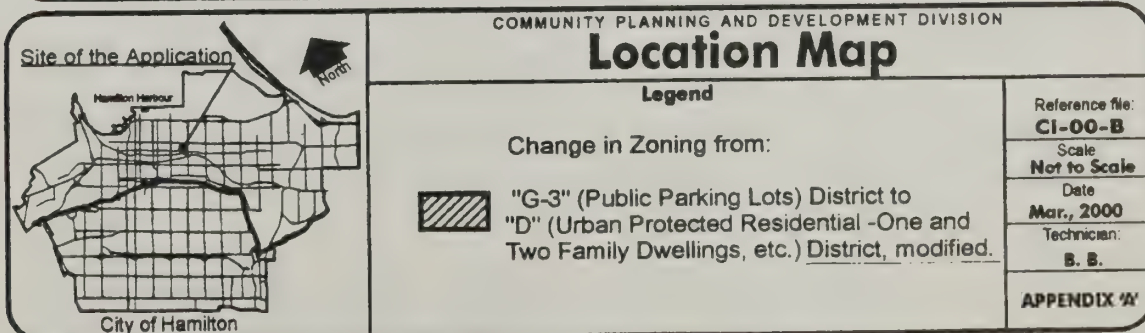 Site of the Application
North
Hamilton Harbour
City of Hamilton
COMMUNITY PLANNING AND DEVELOPMENT DIVISION
Location Map
Legend
Change in Zoning from:
"G-3" (Public Parking Lots) District to
"D" (Urban Protected Residential -One and
Two Family Dwellings, etc.) District, modified.
Reference file:
CI-00-B
Scale
Not to Scale
Date
Mar., 2000
Technician:
B. B.
APPENDIX 'A'